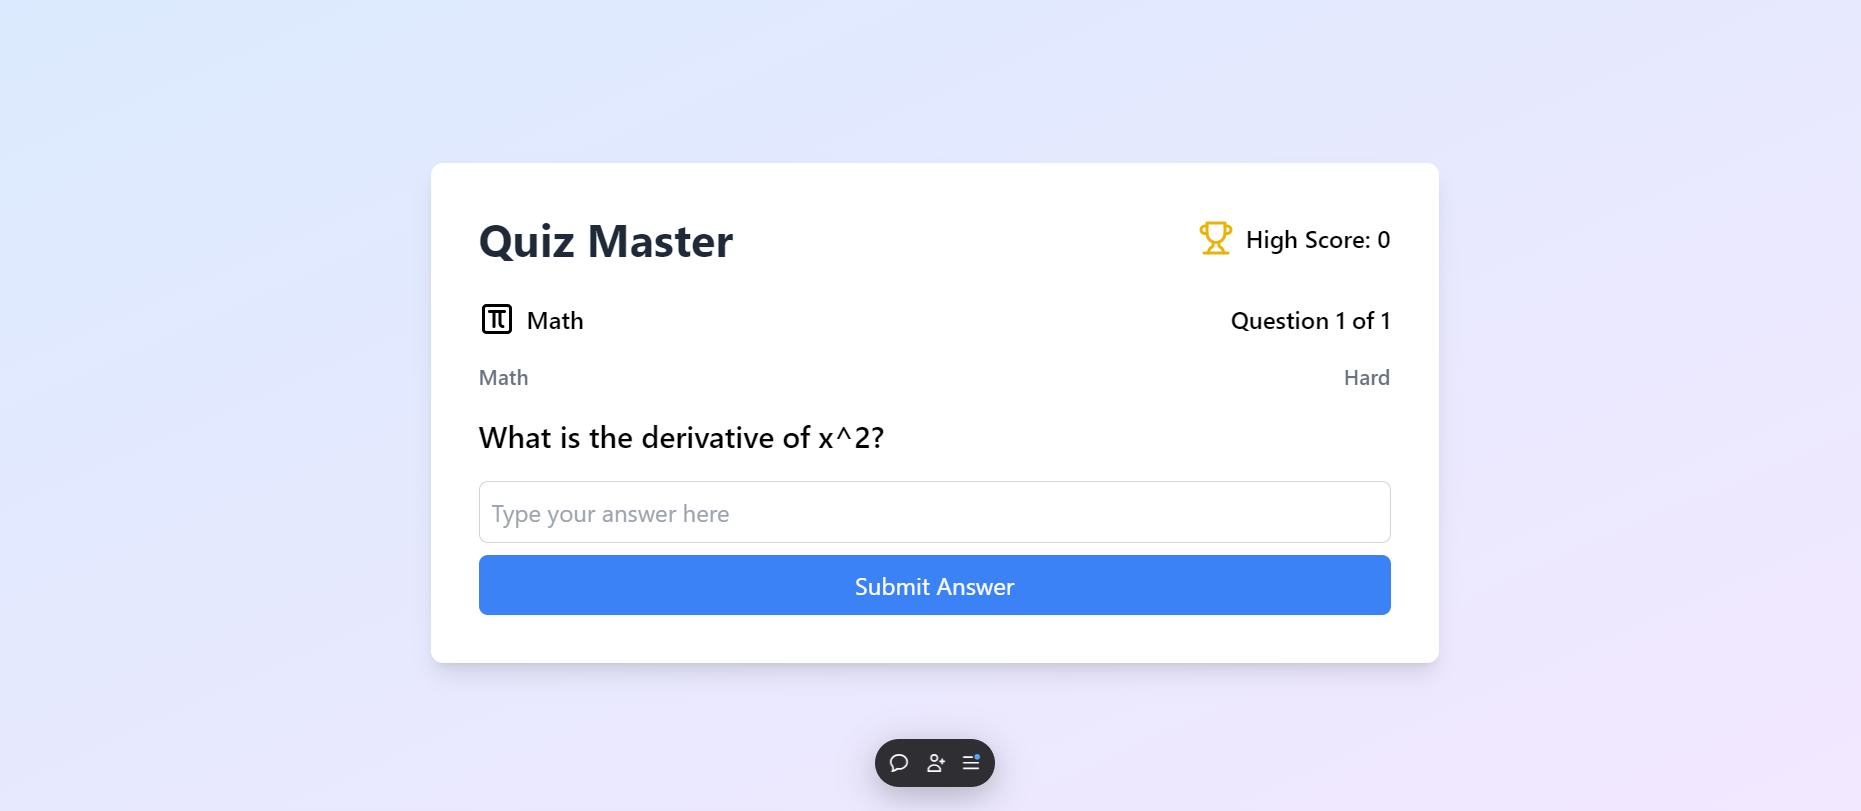 Quiz Master
High Score: 0
Math
Question 1 of 1
Math
Hard
What is the derivative of x^2?
Type your answer here
Submit Answer